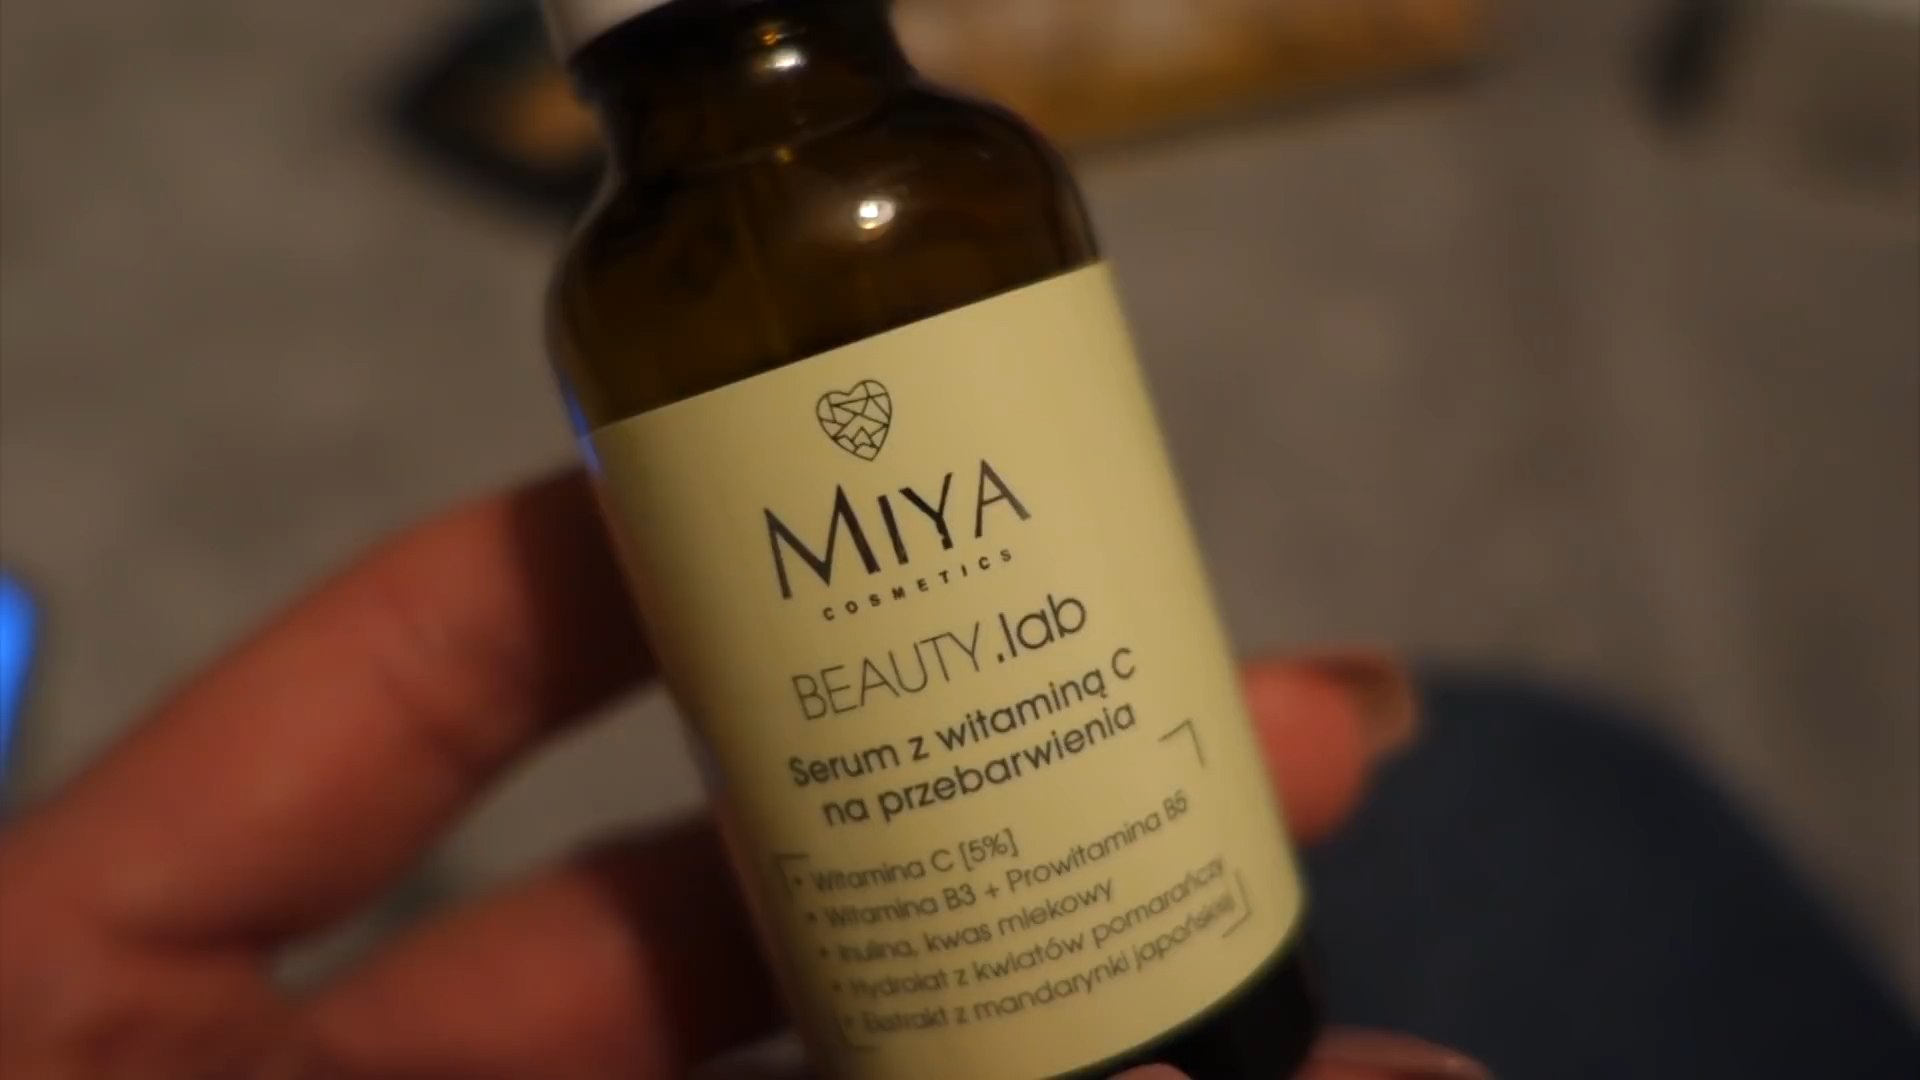 MIYA
COSMETICS
BEAUTY.lab
Serum z witaminą C
na przebarwienia
• Witamina C [5%]
• Witamina B3 + Prowitamina B5
• Inulina, kwas mlekowy
• Hydrolat z kwiatów pomarańczy
• Ekstrakt z mandarynki japońskiej